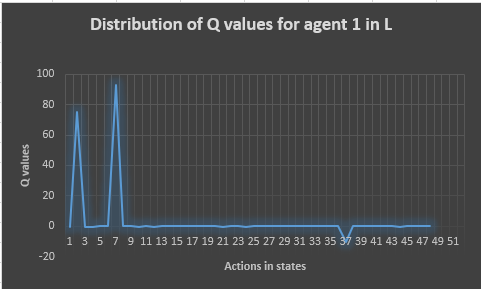 Distribution of Q values for agent 1 in L
100
80
60
40
20
0
-20
Q values
1 3 5 7 9 11 13 15 17 19 21 23 25 27 29 31 33 35 37 39 41 43 45 47 49 51
Actions in states